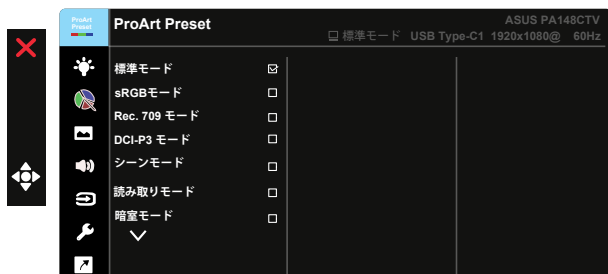 ProArt
Preset
ProArt Preset
ASUS PA148CTV
標準モード USB Type-C1 1920x1080@ 60Hz
標準モード
sRGBモード
Rec. 709 モード
DCI-P3 モード
シーンモード
読み取りモード
暗室モード